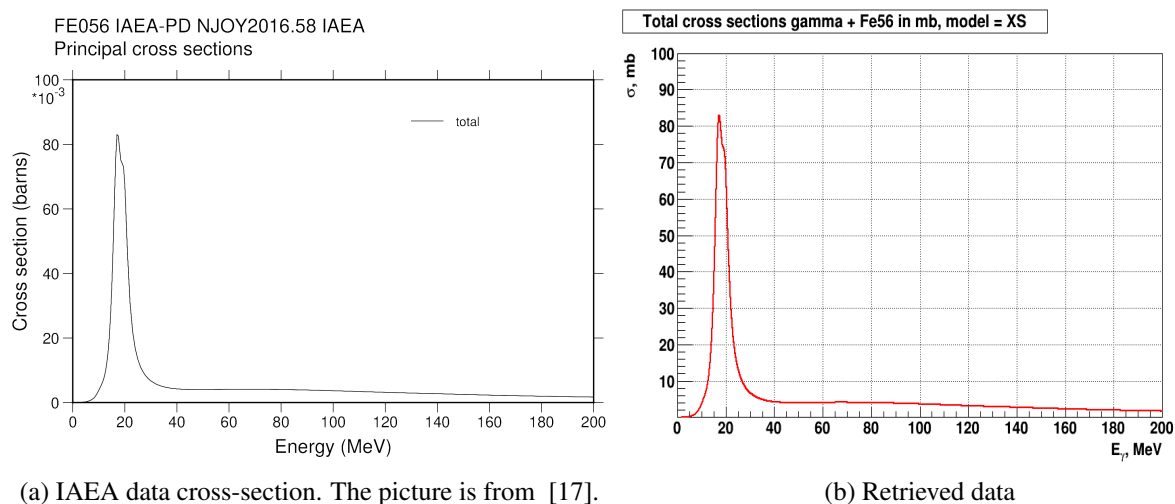 FE056 IAEA-PD NJOY2016.58 IAEA
Principal cross sections
100
*10-3
80
60
40
20
0
Cross section (barns)
total
0 20 40 60 80 100 120 140 160 180 200
Energy (MeV)
(a) IAEA data cross-section. The picture is from [17].
Total cross sections gamma + Fe56 in mb, model = XS
σ, mb
100
90
80
70
60
50
40
30
20
10
0 20 40 60 80 100 120 140 160 180 200
Eγ, MeV
(b) Retrieved data